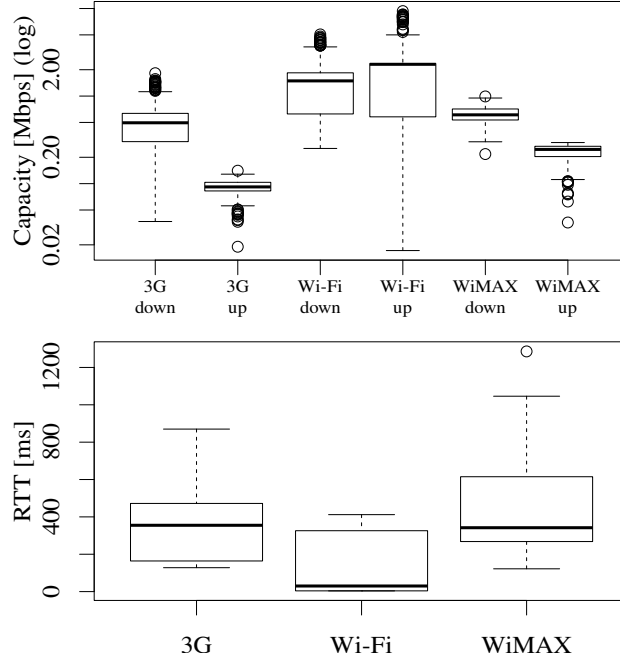 Capacity [Mbps] (log)
2.00
0.20
0.02
3G down
3G up
Wi-Fi down
Wi-Fi up
WiMAX down
WiMAX up
RTT [ms]
1200
800
400
0
3G
Wi-Fi
WiMAX